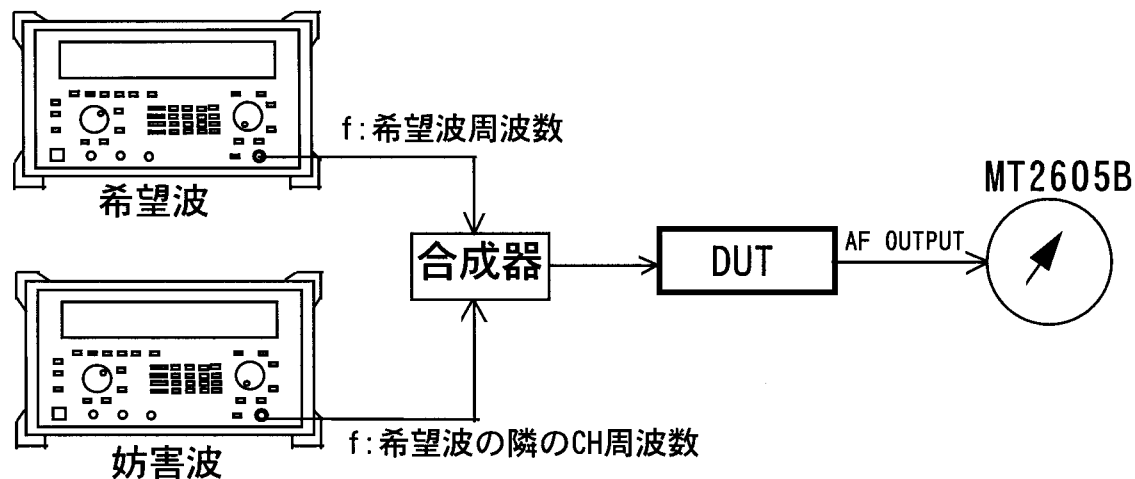 f:希望波周波数
希望波
MT2605B
合成器
DUT
AF OUTPUT
f:希望波の隣のCH周波数
妨害波